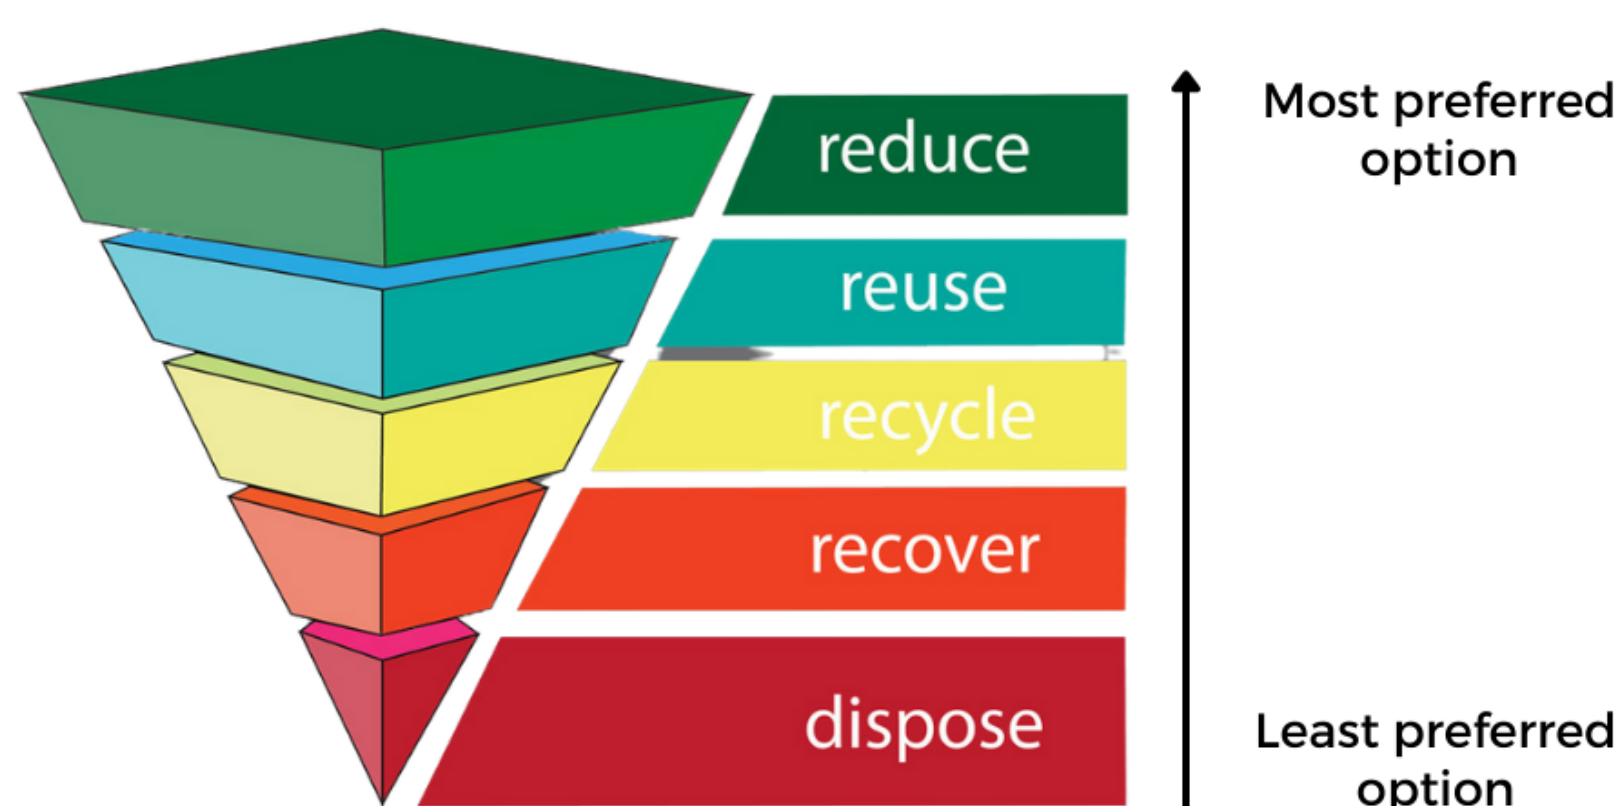 reduce
Most preferred
option
reuse
recycle
recover
dispose
Least preferred
option